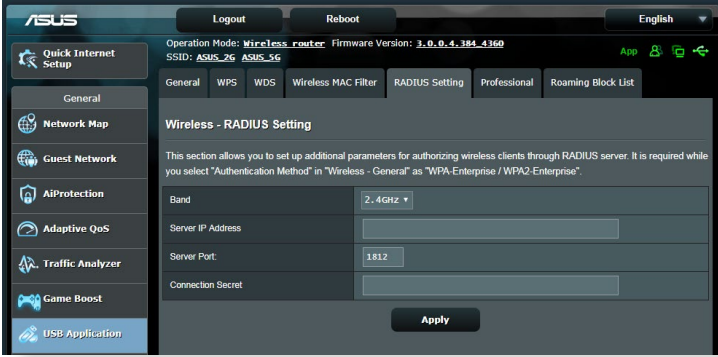 ASUS
Logout
Reboot
English
Quick Internet
Setup
General
Network Map
Guest Network
AiProtection
Adaptive QoS
Traffic Analyzer
Game Boost
USB Application
Operation Mode: Wireless router Firmware Version: 3.0.0.4.384_4360
SSID: ASUS_2G ASUS_5G
App
General WPS WDS Wireless MAC Filter RADIUS Setting Professional Roaming Block List
Wireless - RADIUS Setting
This section allows you to set up additional parameters for authorizing wireless clients through RADIUS server. It is required while
you select "Authentication Method" in "Wireless - General" as "WPA-Enterprise / WPA2-Enterprise".
Band 2.4GHz
Server IP Address
Server Port: 1812
Connection Secret
Apply